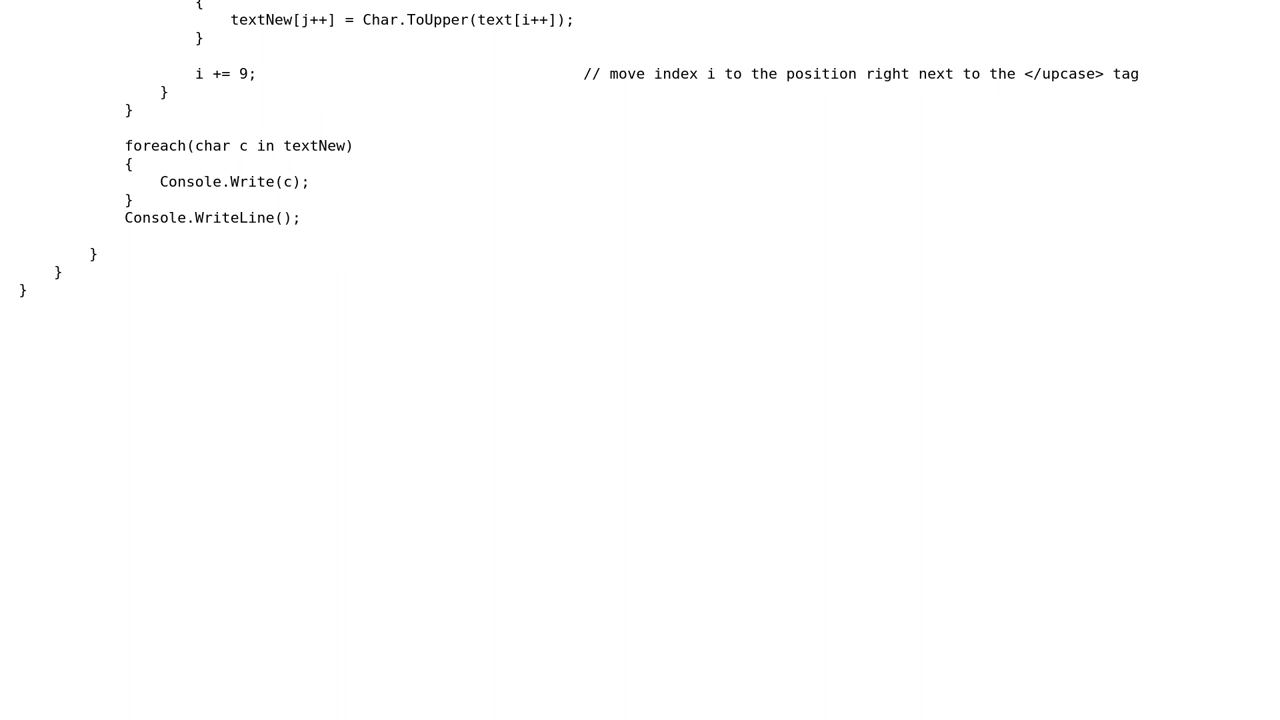 {
textNew[j++] = Char.ToUpper(text[i++]);
}
i += 9; // move index i to the position right next to the </upcase> tag
}
}
foreach(char c in textNew)
{
Console.Write(c);
}
Console.WriteLine();
}
}
}